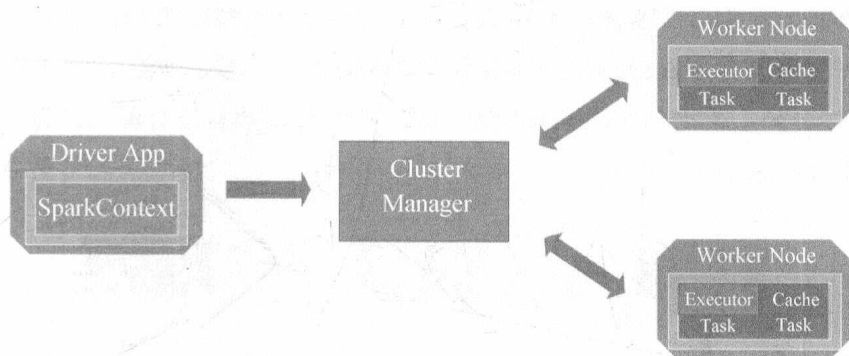 Driver App
SparkContext
Cluster
Manager
Worker Node
Executor Cache
Task Task
Worker Node
Executor Cache
Task Task